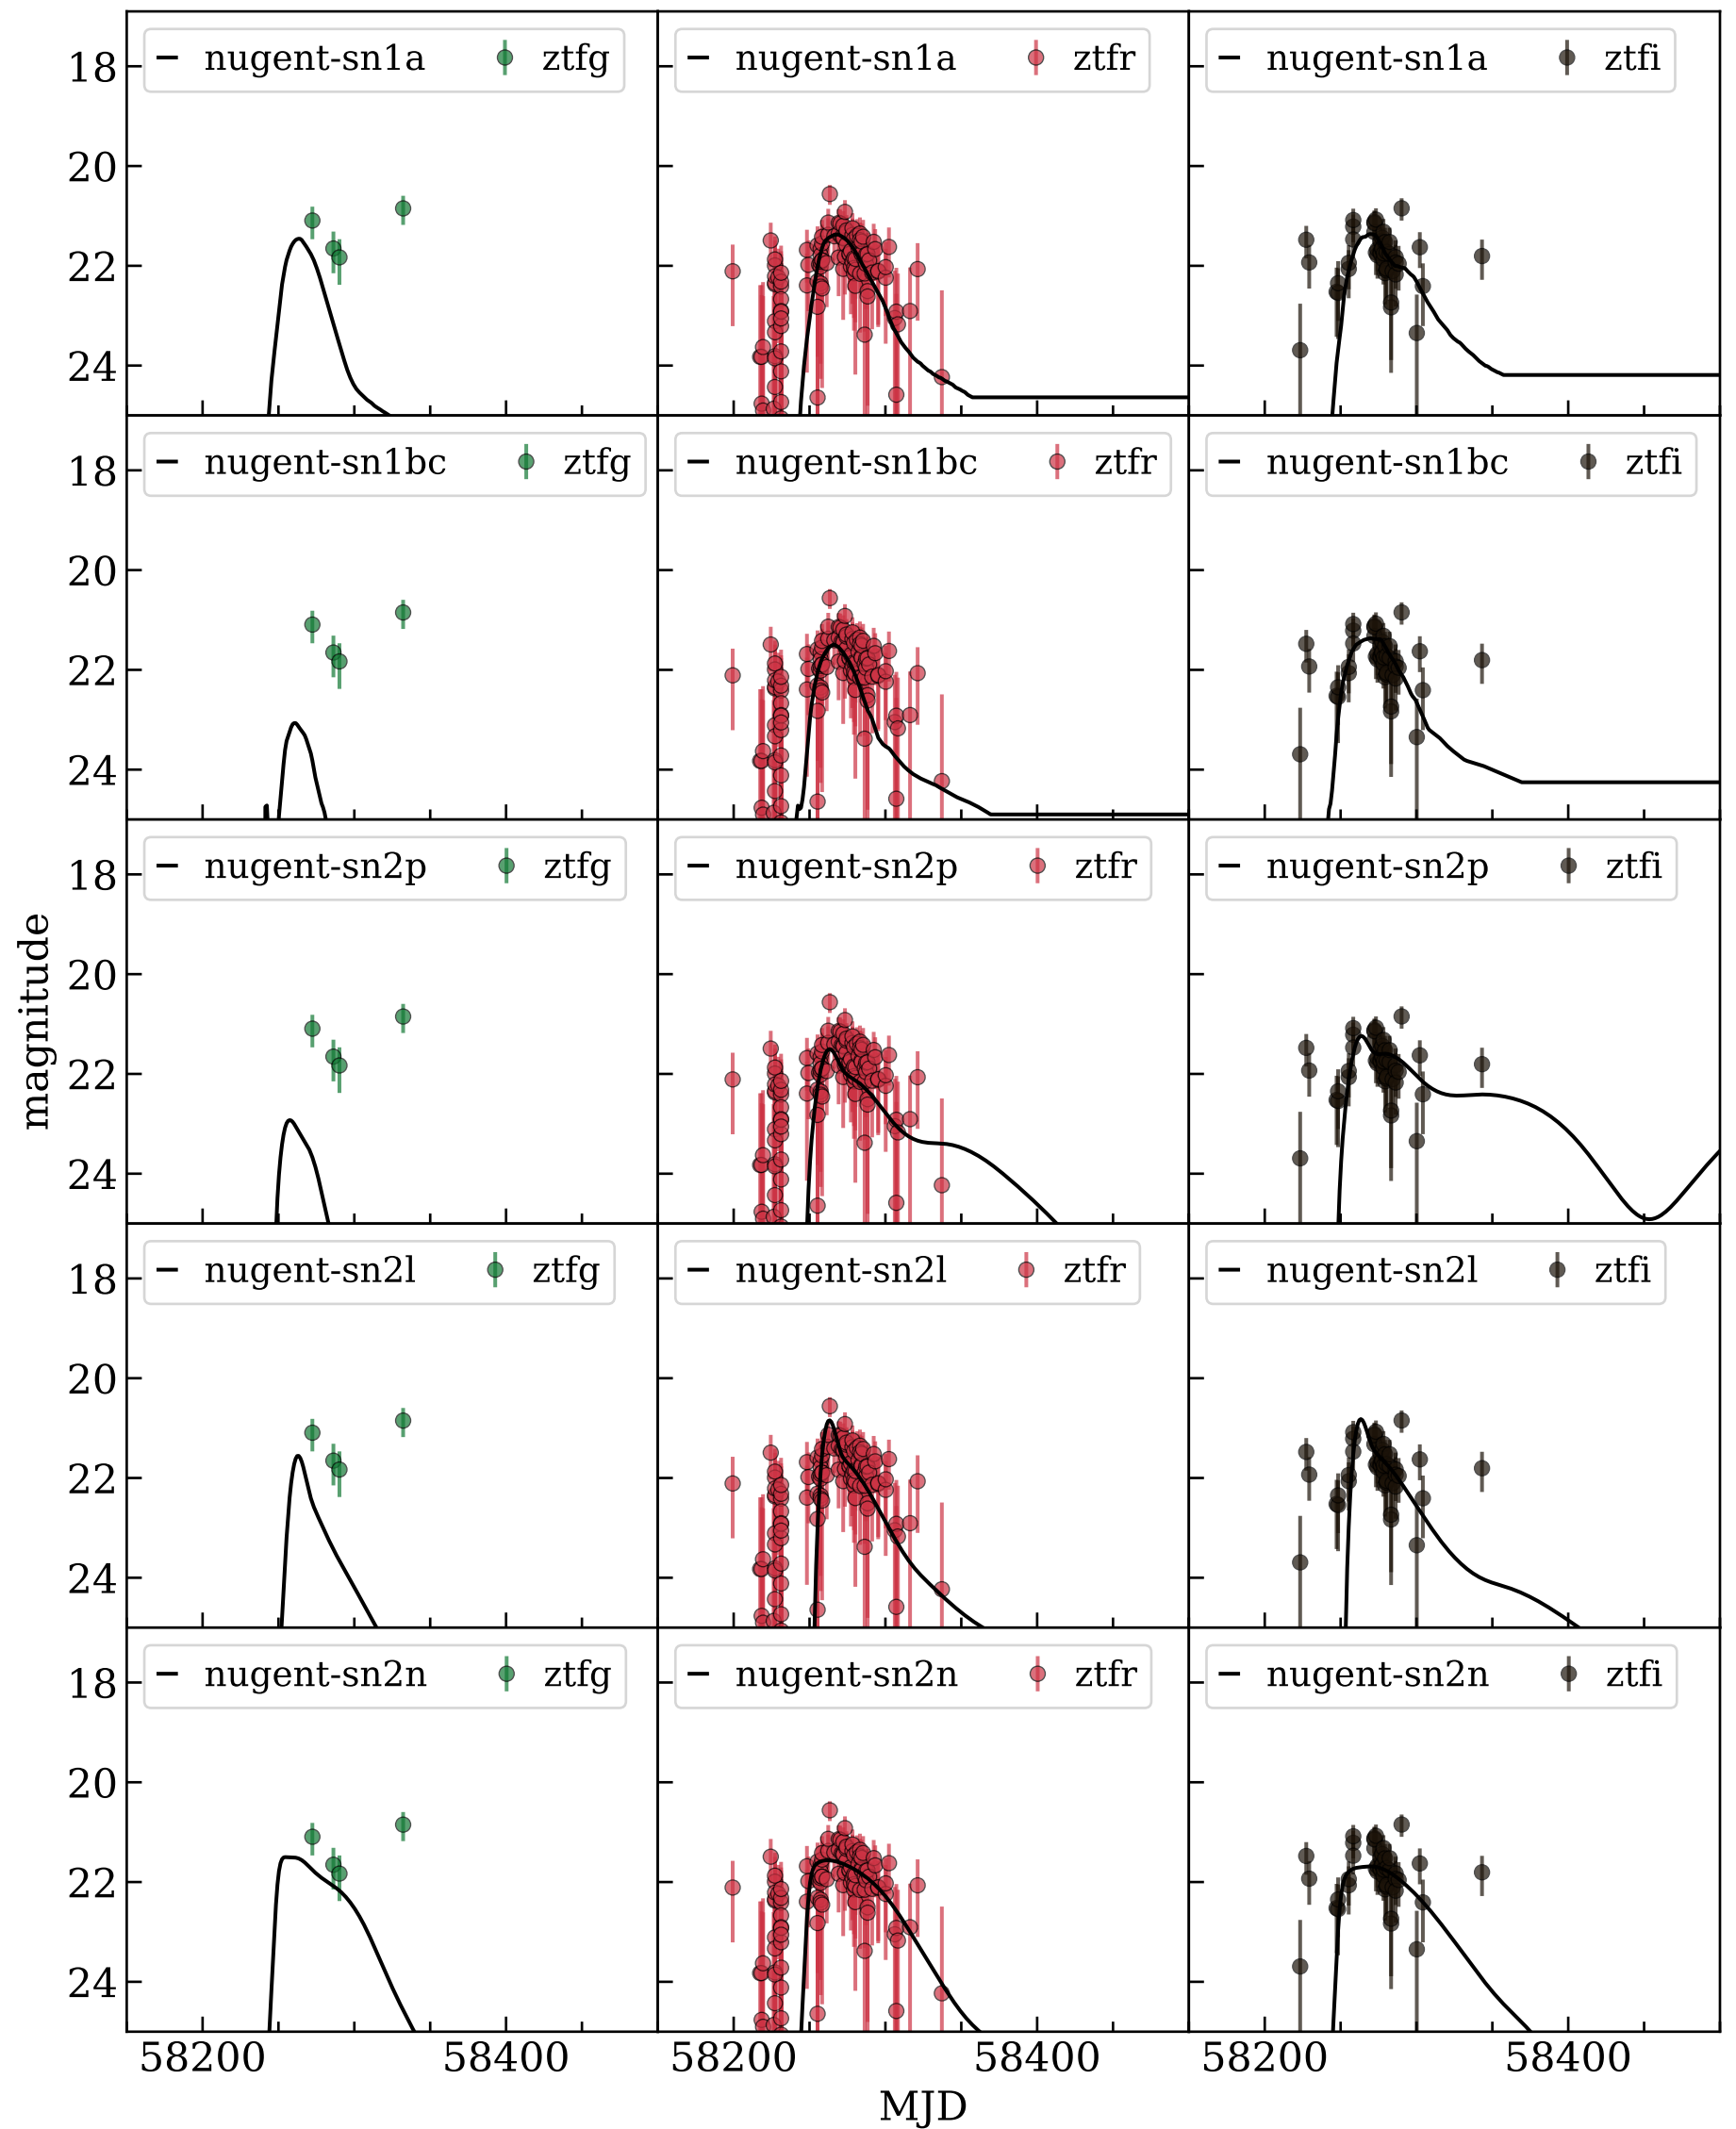 nugent-sn1a ztfg nugent-sn1a ztfr nugent-sn1a ztfi
18
20
22
24
nugent-sn1bc ztfg nugent-sn1bc ztfr nugent-sn1bc ztfi
18
20
22
24
nugent-sn2p ztfg nugent-sn2p ztfr nugent-sn2p ztfi
18
20
22
24
magnitude
nugent-sn2l ztfg nugent-sn2l ztfr nugent-sn2l ztfi
18
20
22
24
nugent-sn2n ztfg nugent-sn2n ztfr nugent-sn2n ztfi
18
20
22
24
58200 58400 58200 58400 58200 58400
MJD